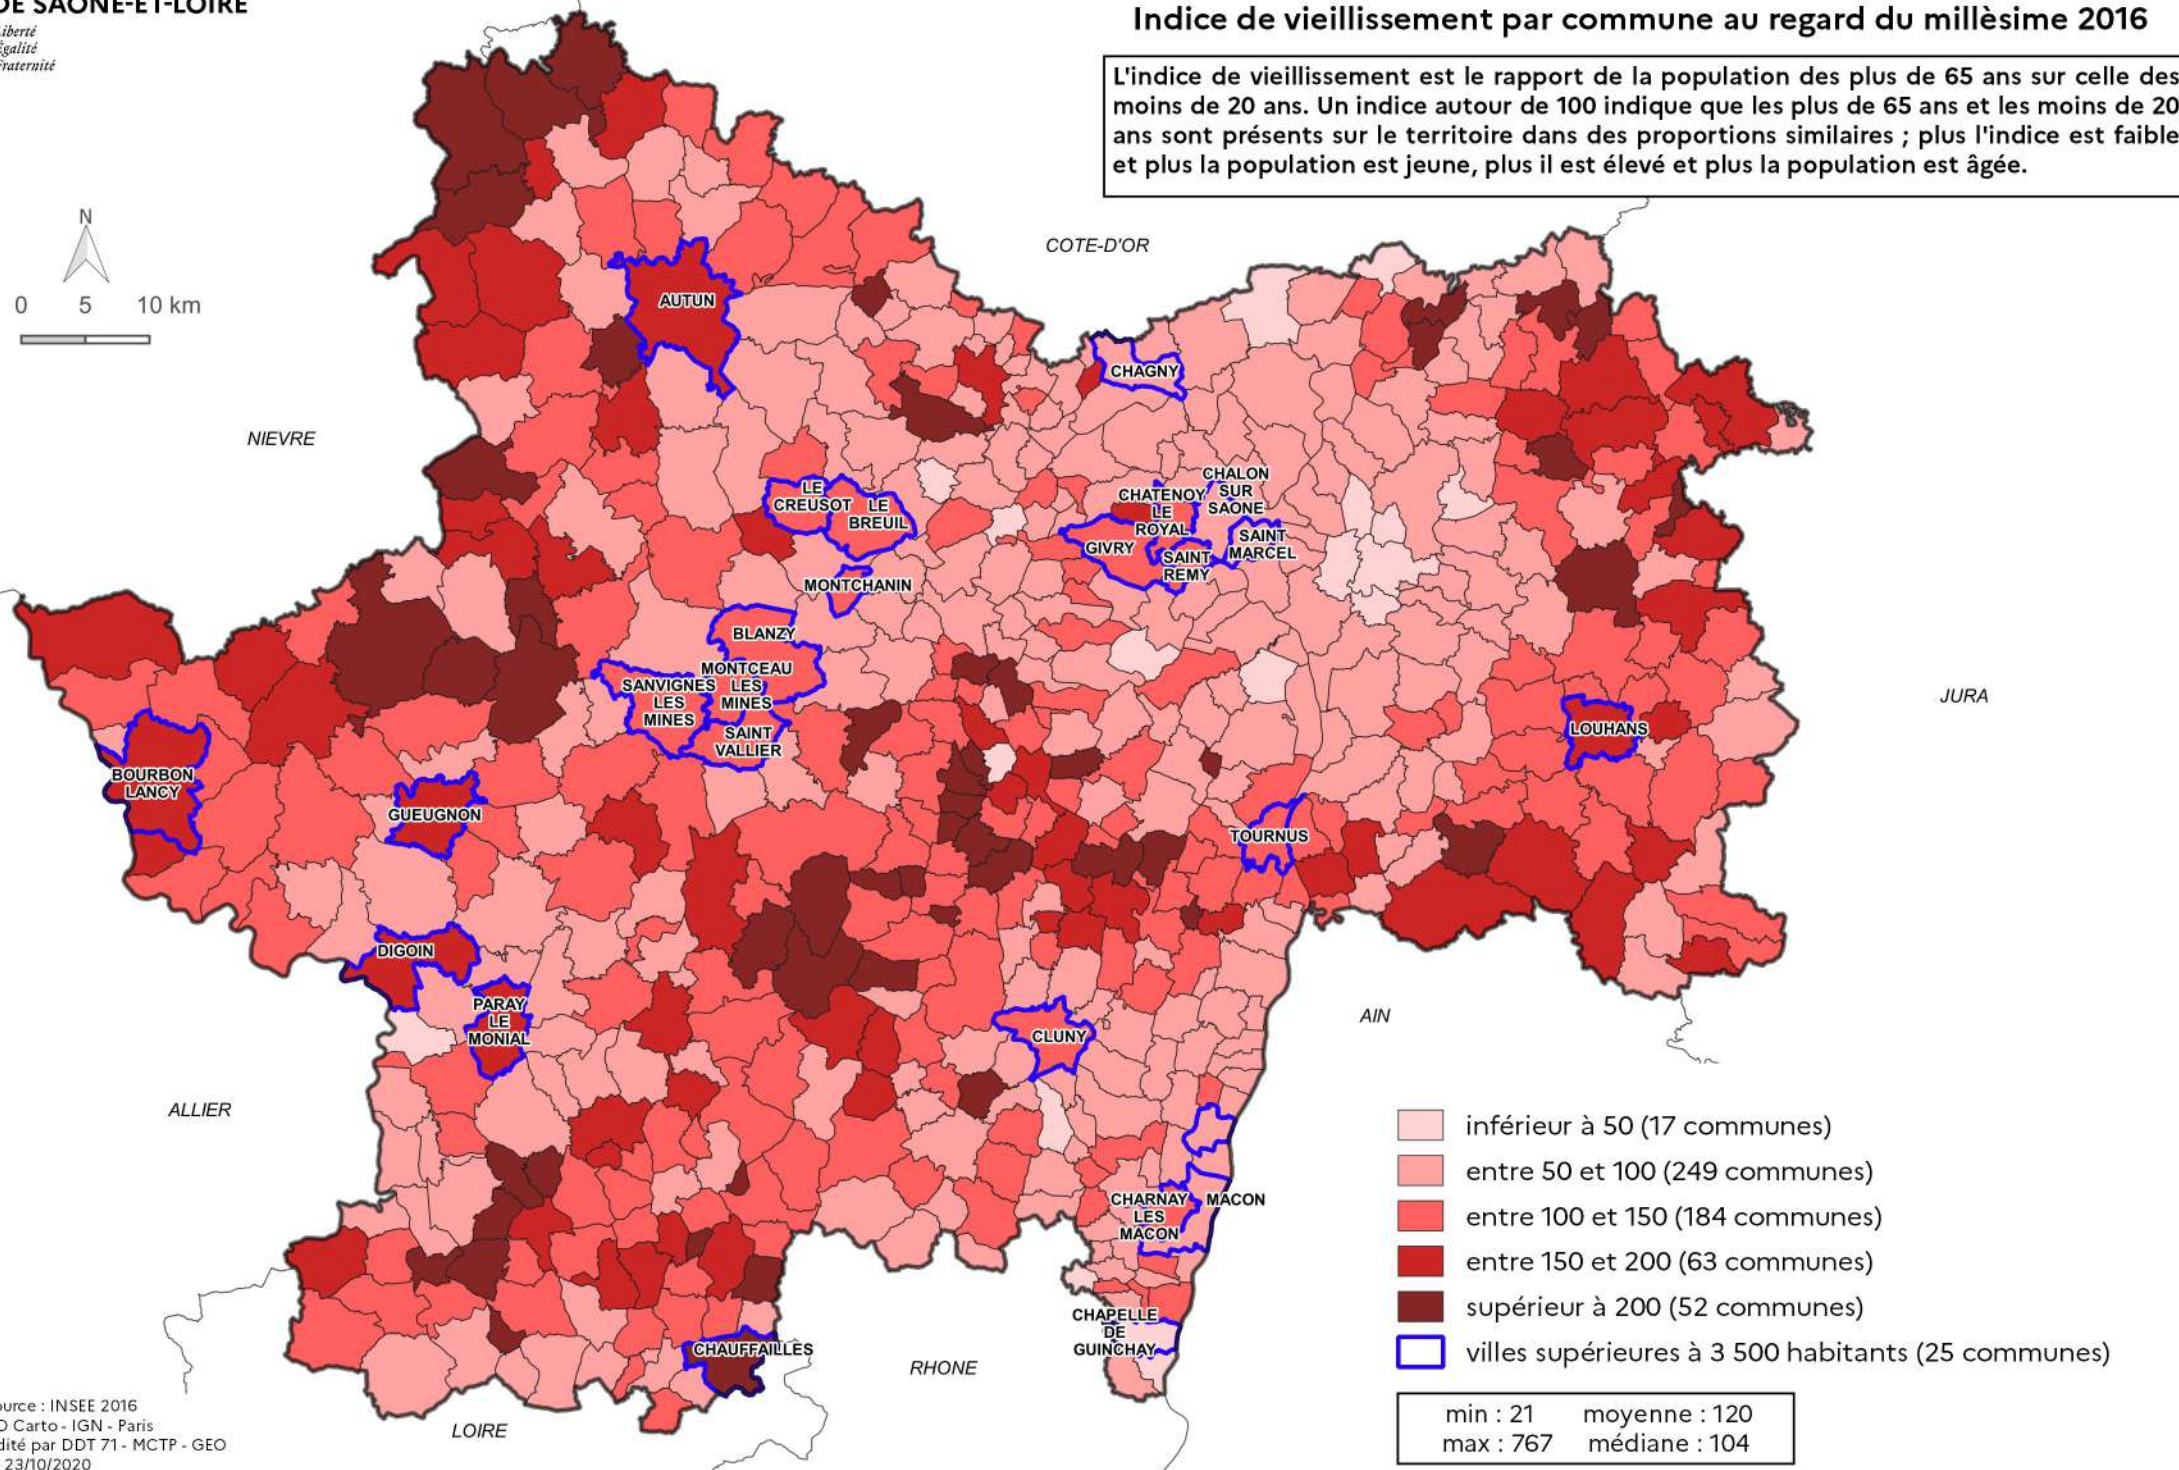 DE SAÔNE-ET-LOIRE
Liberté
Égalité
Fraternité
Indice de vieillissement par commune au regard du millèsime 2016
L'indice de vieillissement est le rapport de la population des plus de 65 ans sur celle des
moins de 20 ans. Un indice autour de 100 indique que les plus de 65 ans et les moins de 20
ans sont présents sur le territoire dans des proportions similaires ; plus l'indice est faible
et plus la population est jeune, plus il est élevé et plus la population est âgée.
N
0 5 10 km
COTE-D'OR
NIEVRE
JURA
AIN
ALLIER
RHONE
LOIRE
AUTUN
CHAGNY
LE
CREUSOT
LE
BREUIL
CHALON
SUR
SAONE
CHATENOY
LE
ROYAL
GIVRY
SAINT
MARCEL
SAINT
REMY
MONTCHANIN
BLANZY
MONTCEAU
LES
MINES
SANVIGNES
LES
MINES
SAINT
VALLIER
LOUHANS
BOURBON
LANCY
GUEUGNON
TOURNUS
DIGOIN
PARAY
LE
MONIAL
CLUNY
CHARNAY
LES
MACON
MACON
CHAPELLE
DE
GUINCHAY
CHAUFFAILLES
inférieur à 50 (17 communes)
entre 50 et 100 (249 communes)
entre 100 et 150 (184 communes)
entre 150 et 200 (63 communes)
supérieur à 200 (52 communes)
villes supérieures à 3 500 habitants (25 communes)
min : 21 moyenne : 120
max : 767 médiane : 104
ource : INSEE 2016
D Carto - IGN - Paris
dité par DDT 71 - MCTP - GEO
23/10/2020